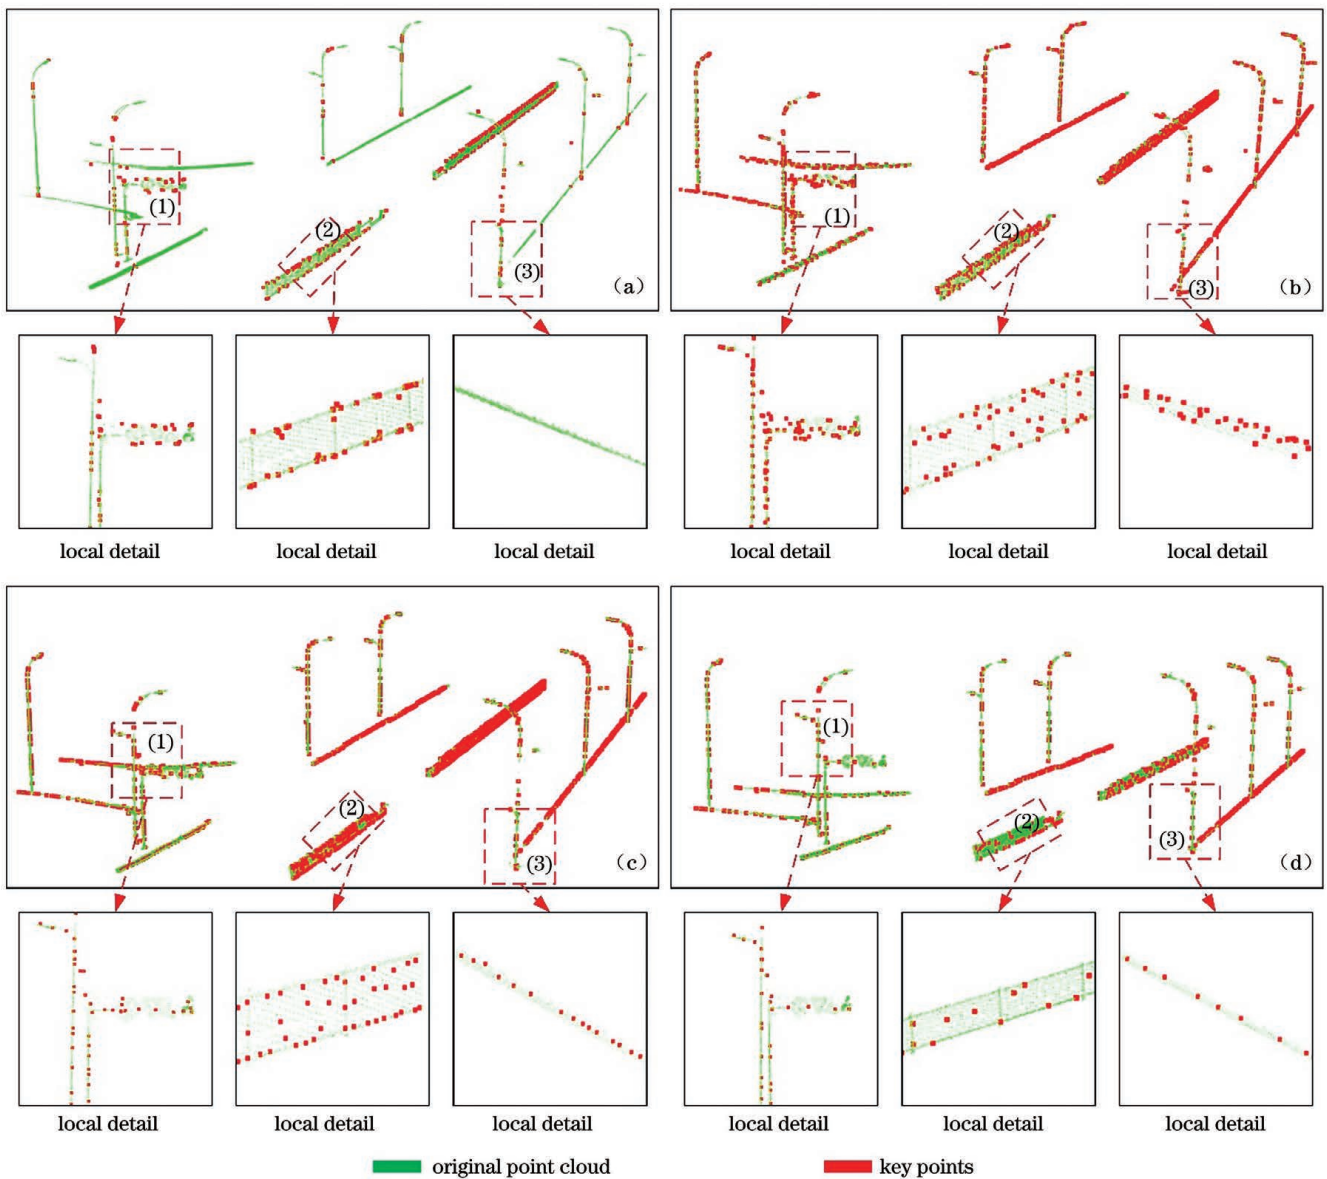 (1)
(2)
(3)
(a)
(1)
(2)
(3)
(b)
local detail
local detail
local detail
local detail
local detail
local detail
(1)
(2)
(3)
(c)
(1)
(2)
(3)
(d)
local detail
local detail
local detail
local detail
local detail
local detail
original point cloud
key points